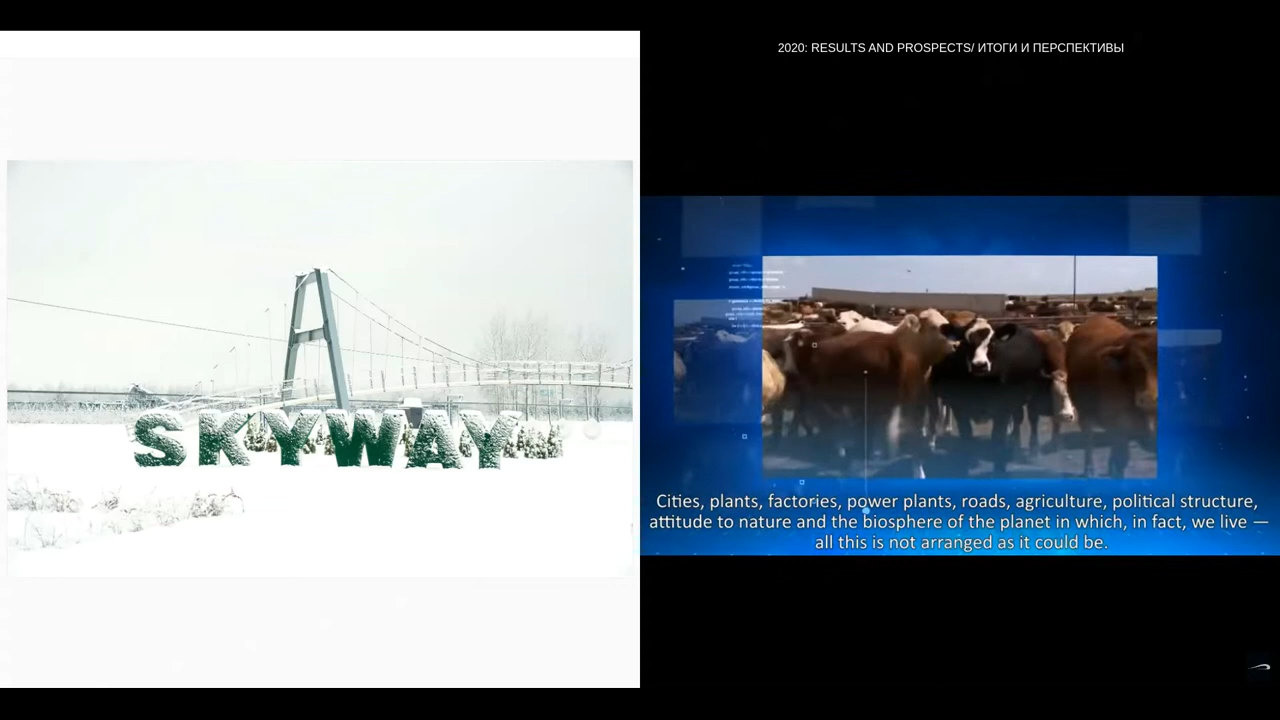 2020: RESULTS AND PROSPECTS/ ИТОГИ И ПЕРСПЕКТИВЫ
SKYWAY
Cities, plants, factories, power plants, roads, agriculture, political structure,
attitude to nature and the biosphere of the planet in which, in fact, we live —
all this is not arranged as it could be.